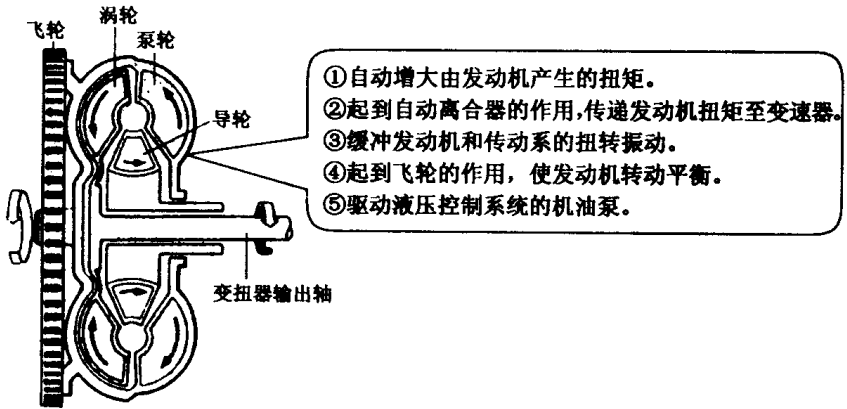 涡轮
飞轮
泵轮
①自动增大由发动机产生的扭矩。
②起到自动离合器的作用,传递发动机扭矩至变速器。
导轮
③缓冲发动机和传动系的扭转振动。
④起到飞轮的作用，使发动机转动平衡。
⑤驱动液压控制系统的机油泵。
变扭器输出轴